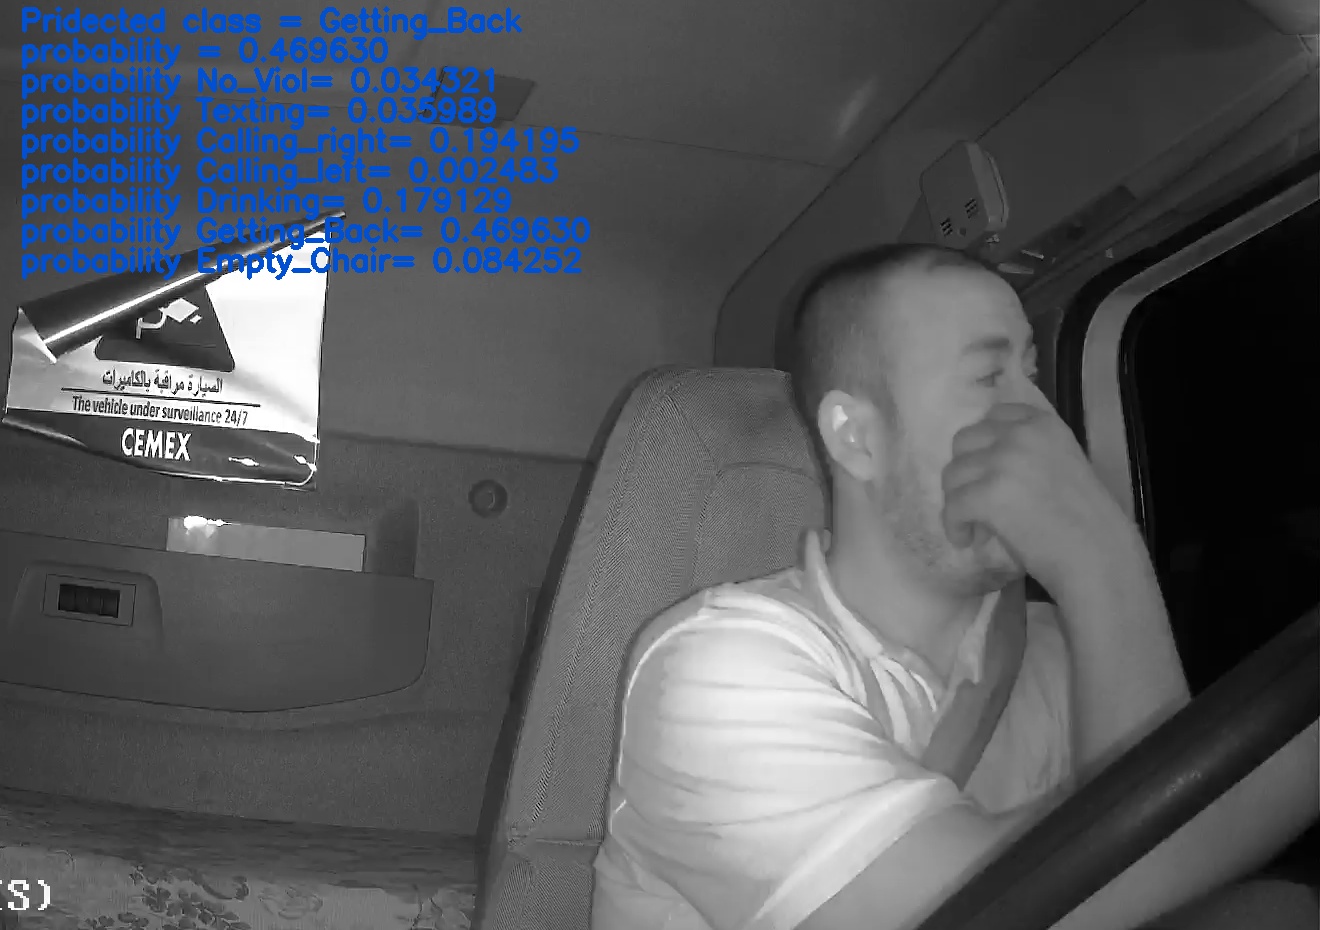 Pridected class = Getting_Back
probability = 0.469630
probability No_Viol= 0.034321
probability Texting= 0.035989
probability Calling_right= 0.194195
probability Calling_left= 0.002483
probability Drinking= 0.179129
probability Getting_Back= 0.469630
probability Empty_Chair= 0.084252
السيارة مراقبة بالكاميرات
The vehicle under surveillance 24/7
CEMEX
S)